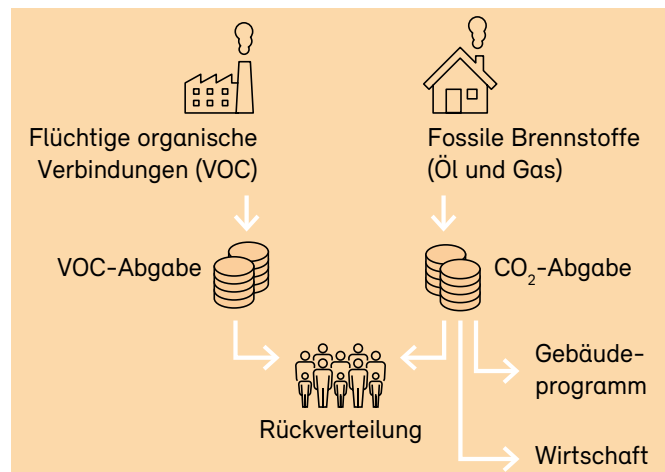 Flüchtige organische
Verbindungen (VOC)
Fossile Brennstoffe
(Öl und Gas)
VOC-Abgabe
CO₂-Abgabe
Gebäude-
programm
Rückverteilung
Wirtschaft